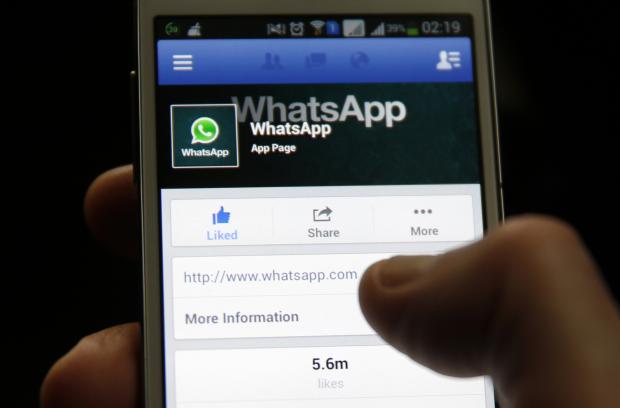 39% 02:19
WhatsApp
WhatsApp
App Page
WhatsApp
Liked
Share
More
http://www.whatsapp.com
More Information
5.6m
likes